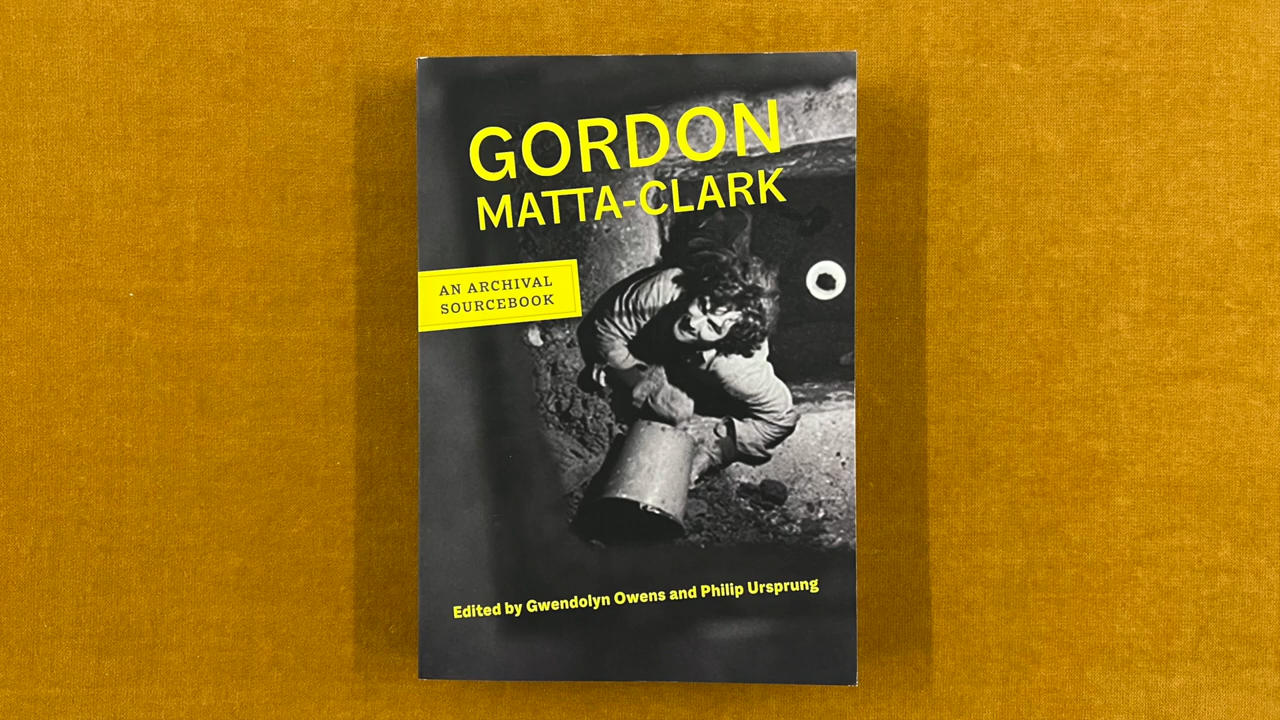 GORDON
MATTA-CLARK
AN ARCHIVAL
SOURCEBOOK
Edited by Gwendolyn Owens and Philip Ursprung